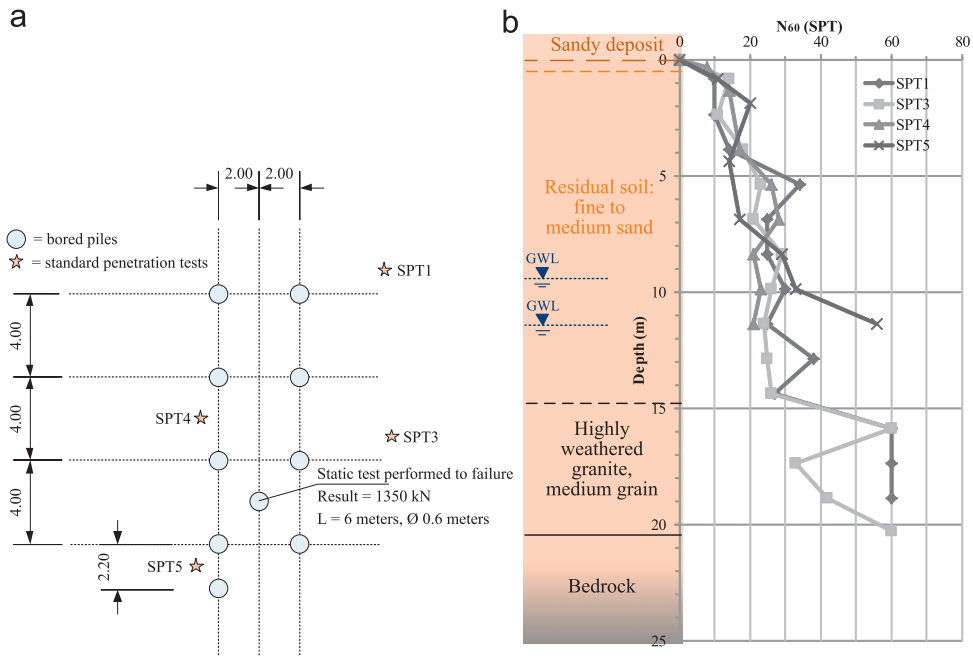 a
2.00 2.00
= bored piles
= standard penetration tests
SPT1
4.00
4.00
SPT4
SPT3
Static test performed to failure
Result = 1350 kN
L = 6 meters, Ø 0.6 meters
4.00
2.20
SPT5
b
N60 (SPT)
0 20 40 60 80
Sandy deposit
0
SPT1
SPT3
SPT4
SPT5
5
Residual soil:
fine to
medium sand
GWL
10
GWL
Depth (m)
15
Highly
weathered
granite,
medium grain
20
Bedrock
25